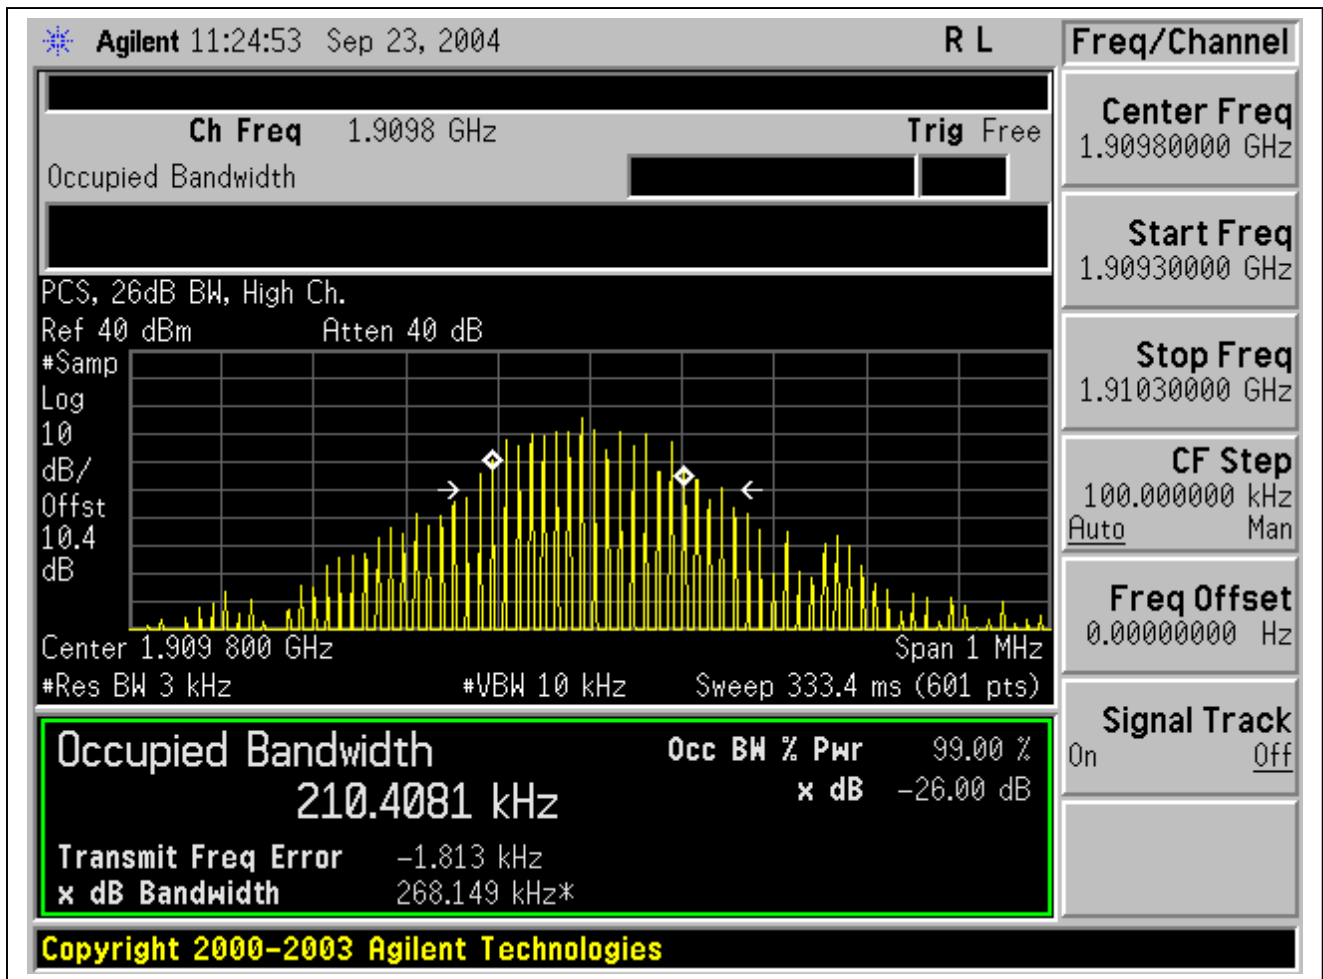 Agilent 11:24:53 Sep 23, 2004 R L
Freq/Channel
Ch Freq 1.9098 GHz Trig Free
Occupied Bandwidth
Center Freq
1.90980000 GHz
Start Freq
1.90930000 GHz
Stop Freq
1.91030000 GHz
CF Step
100.000000 kHz
Auto Man
Freq Offset
0.00000000 Hz
Signal Track
On Off
PCS, 26dB BW, High Ch.
Ref 40 dBm Atten 40 dB
#Samp
Log
10
dB/
Offst
10.4
dB
Center 1.909 800 GHz Span 1 MHz
#Res BW 3 kHz #VBW 10 kHz Sweep 333.4 ms (601 pts)
Occupied Bandwidth
210.4081 kHz
Occ BW % Pwr 99.00 %
x dB -26.00 dB
Transmit Freq Error -1.813 kHz
x dB Bandwidth 268.149 kHz*
Copyright 2000-2003 Agilent Technologies